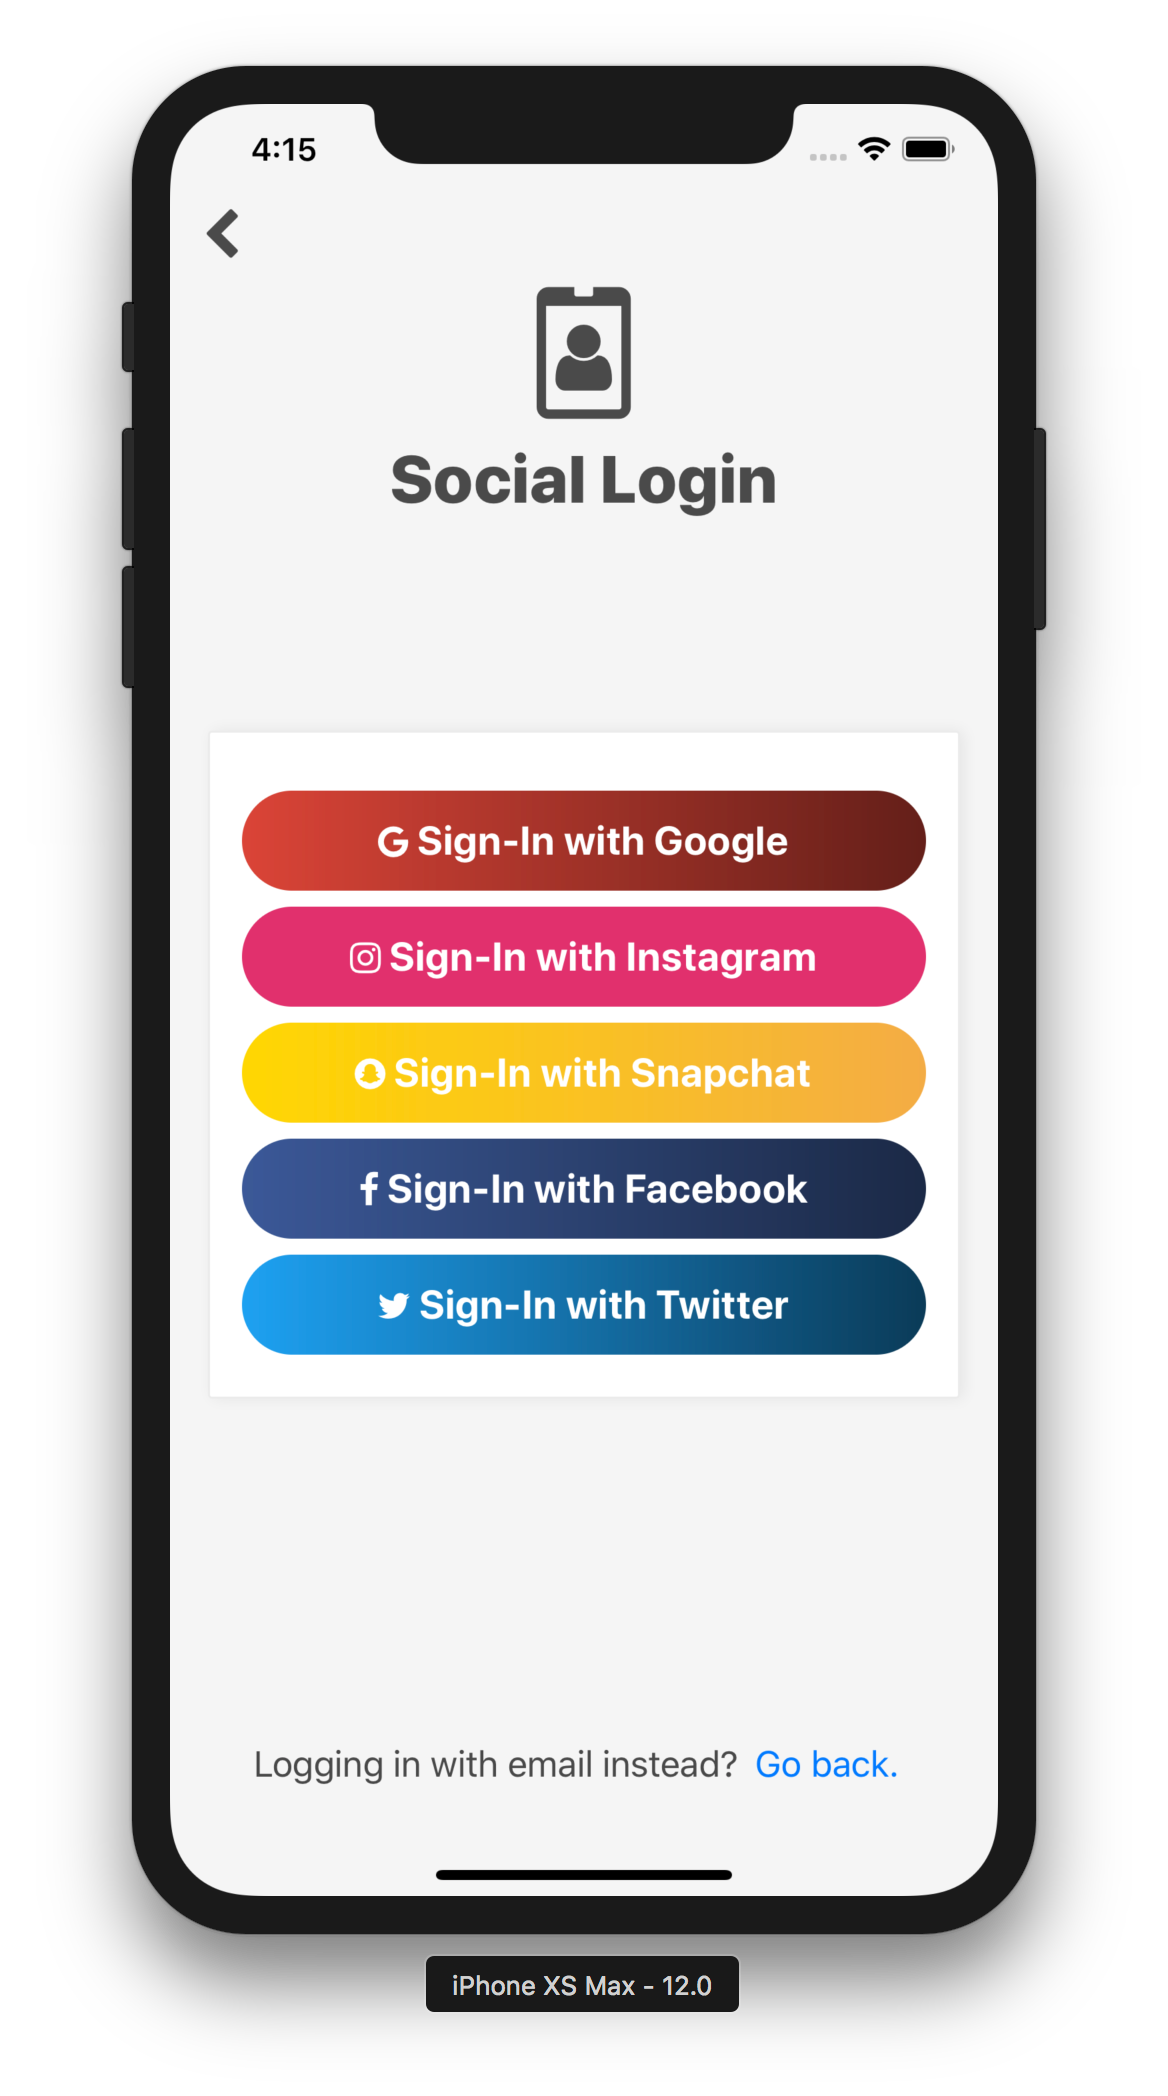 4:15
Social Login
Sign-In with Google
Sign-In with Instagram
Sign-In with Snapchat
Sign-In with Facebook
Sign-In with Twitter
Logging in with email instead? Go back.
iPhone XS Max - 12.0